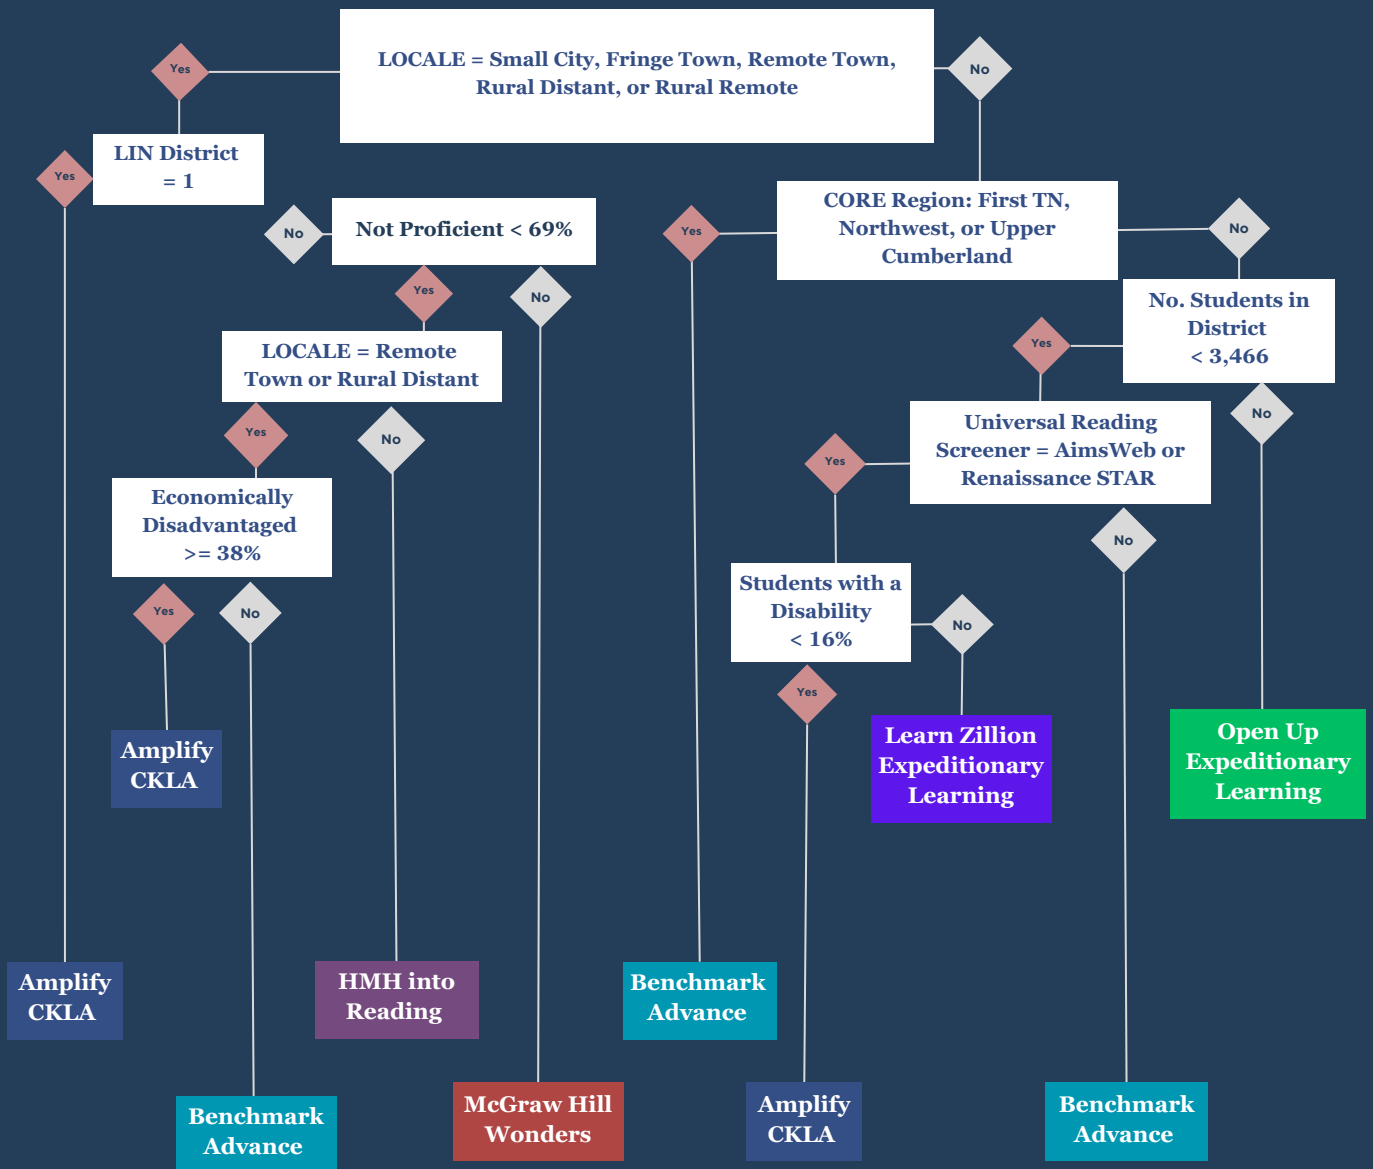 LOCALE = Small City, Fringe Town, Remote Town,
Rural Distant, or Rural Remote
Yes
No
LIN District
= 1
Yes
No
Not Proficient < 69%
Yes
No
LOCALE = Remote
Town or Rural Distant
Yes
No
Economically
Disadvantaged
>= 38%
Yes
No
Amplify
CKLA
Amplify
CKLA
Benchmark
Advance
HMH into
Reading
McGraw Hill
Wonders
CORE Region: First TN,
Northwest, or Upper
Cumberland
Yes
No
No. Students in
District
< 3,466
Yes
No
Universal Reading
Screener = AimsWeb or
Renaissance STAR
Yes
No
Students with a
Disability
< 16%
Yes
No
Learn Zillion
Expeditionary
Learning
Open Up
Expeditionary
Learning
Benchmark
Advance
Amplify
CKLA
Benchmark
Advance